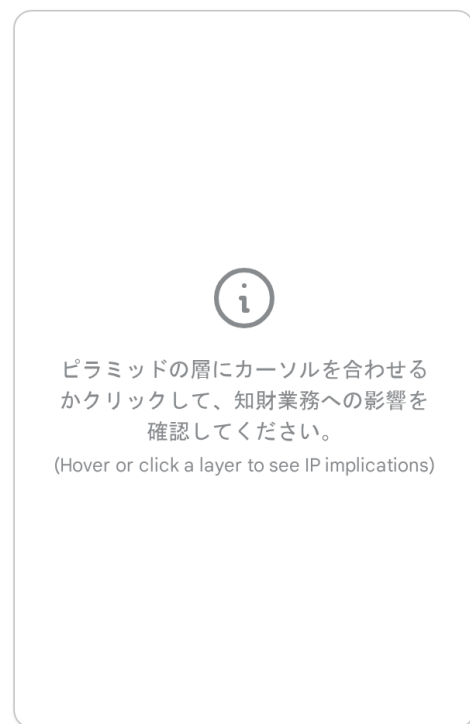 ピラミッドの層にカーソルを合わせる
かクリックして、知財業務への影響を
確認してください。
(Hover or click a layer to see IP implications)